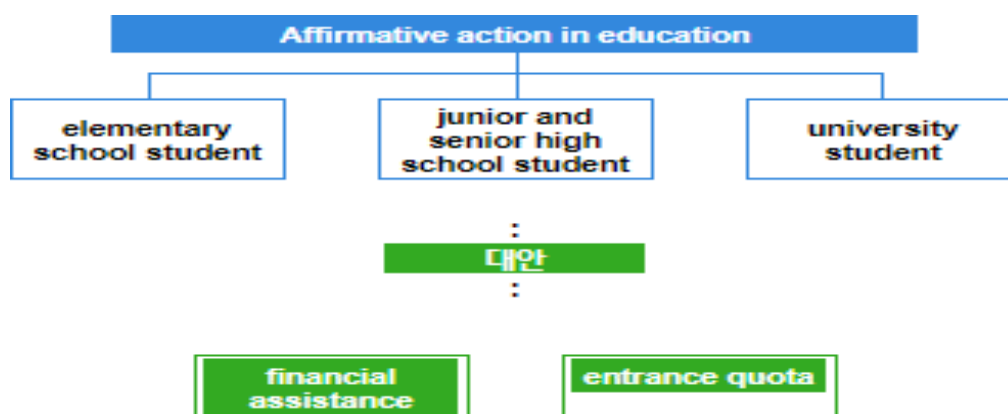 Affirmative action in education
elementary
school student
junior and
senior high
school student
university
student
:
대안
:
financial
assistance
entrance quota